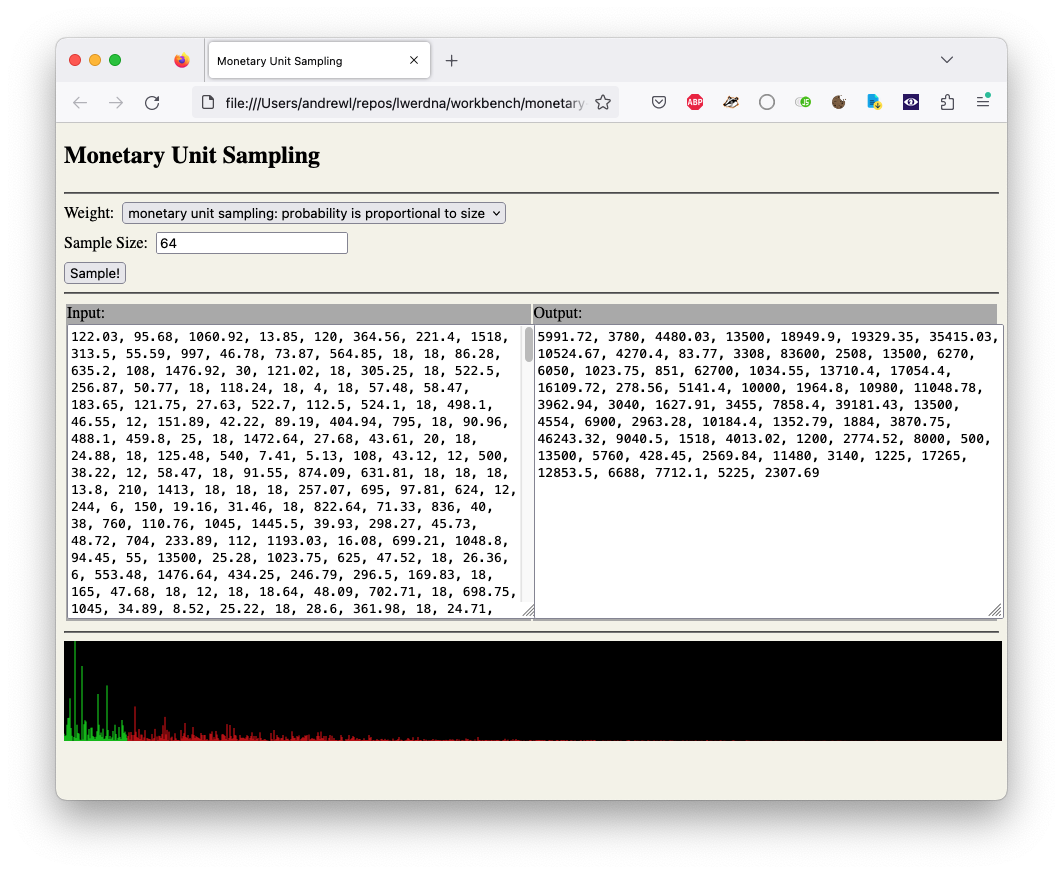 Monetary Unit Sampling
file:///Users/andrewl/repos/lwerdna/workbench/monetary
ABP
JS
Monetary Unit Sampling
Weight: monetary unit sampling: probability is proportional to size
Sample Size: 64
Sample!
Input:
122.03, 95.68, 1060.92, 13.85, 120, 364.56, 221.4, 1518,
313.5, 55.59, 997, 46.78, 73.87, 564.85, 18, 18, 86.28,
635.2, 108, 1476.92, 30, 121.02, 18, 305.25, 18, 522.5,
256.87, 50.77, 18, 118.24, 18, 4, 18, 57.48, 58.47,
183.65, 121.75, 27.63, 522.7, 112.5, 524.1, 18, 498.1,
46.55, 12, 151.89, 42.22, 89.19, 404.94, 795, 18, 90.96,
488.1, 459.8, 25, 18, 1472.64, 27.68, 43.61, 20, 18,
24.88, 18, 125.48, 540, 7.41, 5.13, 108, 43.12, 12, 500,
38.22, 12, 58.47, 18, 91.55, 874.09, 631.81, 18, 18, 18,
13.8, 210, 1413, 18, 18, 18, 257.07, 695, 97.81, 624, 12,
244, 6, 150, 19.16, 31.46, 18, 822.64, 71.33, 836, 40,
38, 760, 110.76, 1045, 1445.5, 39.93, 298.27, 45.73,
48.72, 704, 233.89, 112, 1193.03, 16.08, 699.21, 1048.8,
94.45, 55, 13500, 25.28, 1023.75, 625, 47.52, 18, 26.36,
6, 553.48, 1476.64, 434.25, 246.79, 296.5, 169.83, 18,
165, 47.68, 18, 12, 18, 18.64, 48.09, 702.71, 18, 698.75,
1045, 34.89, 8.52, 25.22, 18, 28.6, 361.98, 18, 24.71,
Output:
5991.72, 3780, 4480.03, 13500, 18949.9, 19329.35, 35415.03,
10524.67, 4270.4, 83.77, 3308, 83600, 2508, 13500, 6270,
6050, 1023.75, 851, 62700, 1034.55, 13710.4, 17054.4,
16109.72, 278.56, 5141.4, 10000, 1964.8, 10980, 11048.78,
3962.94, 3040, 1627.91, 3455, 7858.4, 39181.43, 13500,
4554, 6900, 2963.28, 10184.4, 1352.79, 1884, 3870.75,
46243.32, 9040.5, 1518, 4013.02, 1200, 2774.52, 8000, 500,
13500, 5760, 428.45, 2569.84, 11480, 3140, 1225, 17265,
12853.5, 6688, 7712.1, 5225, 2307.69